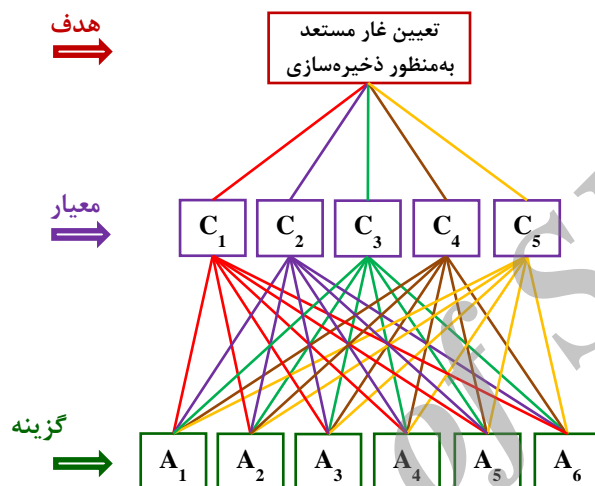 هدف
تعیین غار مستعد
به‌منظور ذخیره‌سازی
معیار
C1 C2 C3 C4 C5
گزینه
A1 A2 A3 A4 A5 A6
of S